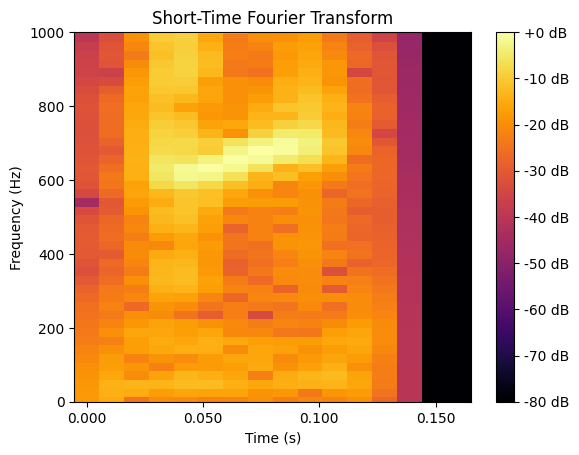 Short-Time Fourier Transform
1000
800
600
400
200
0
Frequency (Hz)
0.000
0.050
0.100
0.150
Time (s)
+0 dB
-10 dB
-20 dB
-30 dB
-40 dB
-50 dB
-60 dB
-70 dB
-80 dB